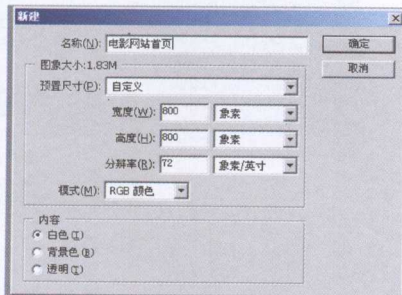 新建
名称(N): 电影网站首页 确定
图象大小:1.83M 取消
预置尺寸(P): 自定义
宽度(W): 800 象素
高度(H): 800 象素
分辨率(R): 72 象素/英寸
模式(M): RGB 颜色
内容
白色(I)
背景色(B)
透明(T)